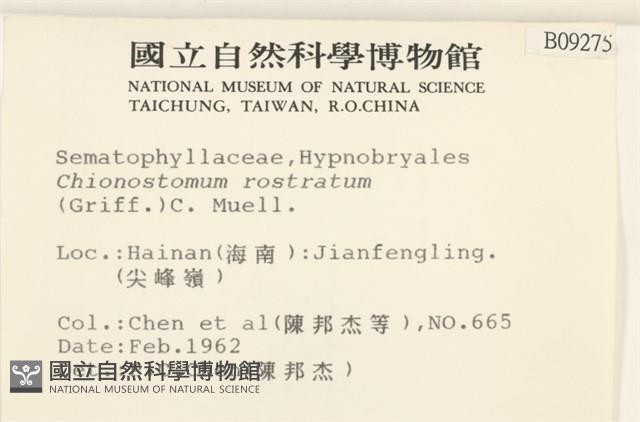 國立自然科學博物館
NATIONAL MUSEUM OF NATURAL SCIENCE
TAICHUNG, TAIWAN, R.O.CHINA
B09275
Sematophyllaceae,Hypnobryales
Chionostomum rostratum
(Griff.)C. Muell.
Loc.:Hainan(海南):Jianfengling.
(尖峰嶺)
Col.:Chen et al(陳邦杰等),NO.665
Date:Feb.1962
陳邦杰)
國立自然科學博物館
NATIONAL MUSEUM OF NATURAL SCIENCE